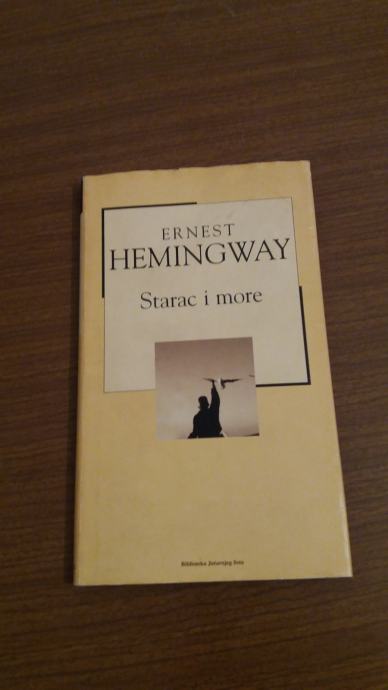 ERNEST
HEMINGWAY
Starac i more
Biblioteka Jutarnjeg lista